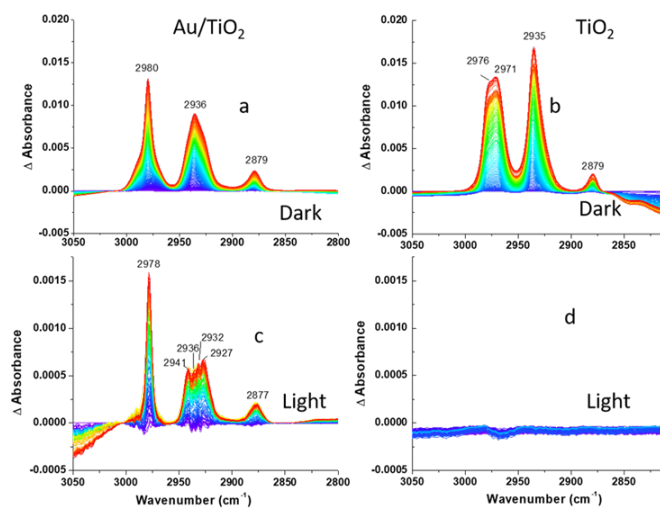 Au/TiO₂
TiO₂
0.020
0.015
0.010
0.005
0.000
-0.005
Δ Absorbance
2980
2936
2879
a
Dark
3050 3000 2950 2900 2850 2800
0.020
0.015
0.010
0.005
0.000
-0.005
Δ Absorbance
2976
2971
2935
2879
b
Dark
3050 3000 2950 2900 2850
0.0015
0.0010
0.0005
0.0000
-0.0005
Δ Absorbance
2978
2941
2936
2932
2927
2877
c
Light
3050 3000 2950 2900 2850 2800
Wavenumber (cm⁻¹)
0.0015
0.0010
0.0005
0.0000
-0.0005
Δ Absorbance
d
Light
3050 3000 2950 2900 2850
Wavenumber (cm⁻¹)